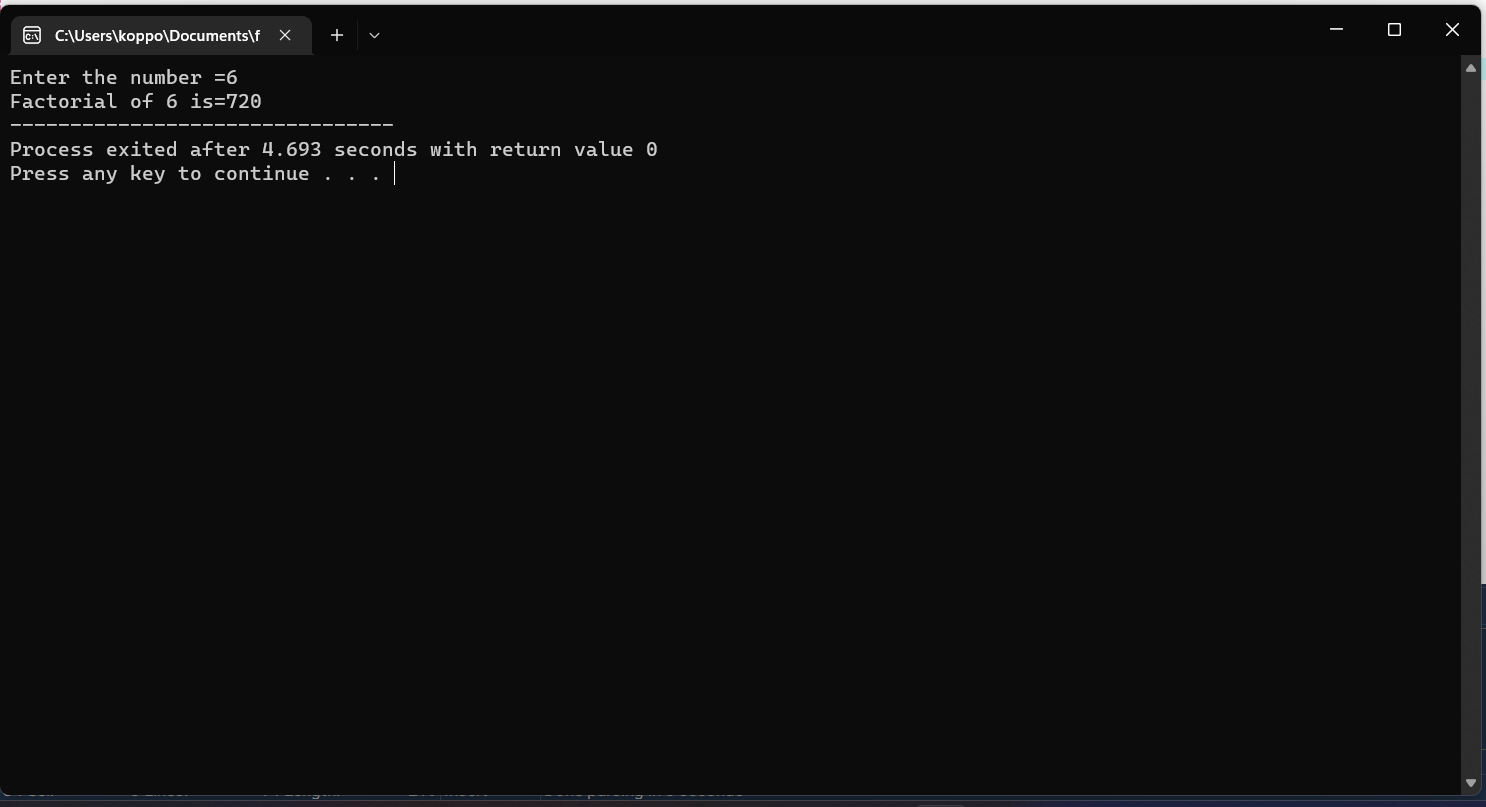 C:\Users\koppo\Documents\f
Enter the number =6
Factorial of 6 is=720
--------------------------------
Process exited after 4.693 seconds with return value 0
Press any key to continue . . .